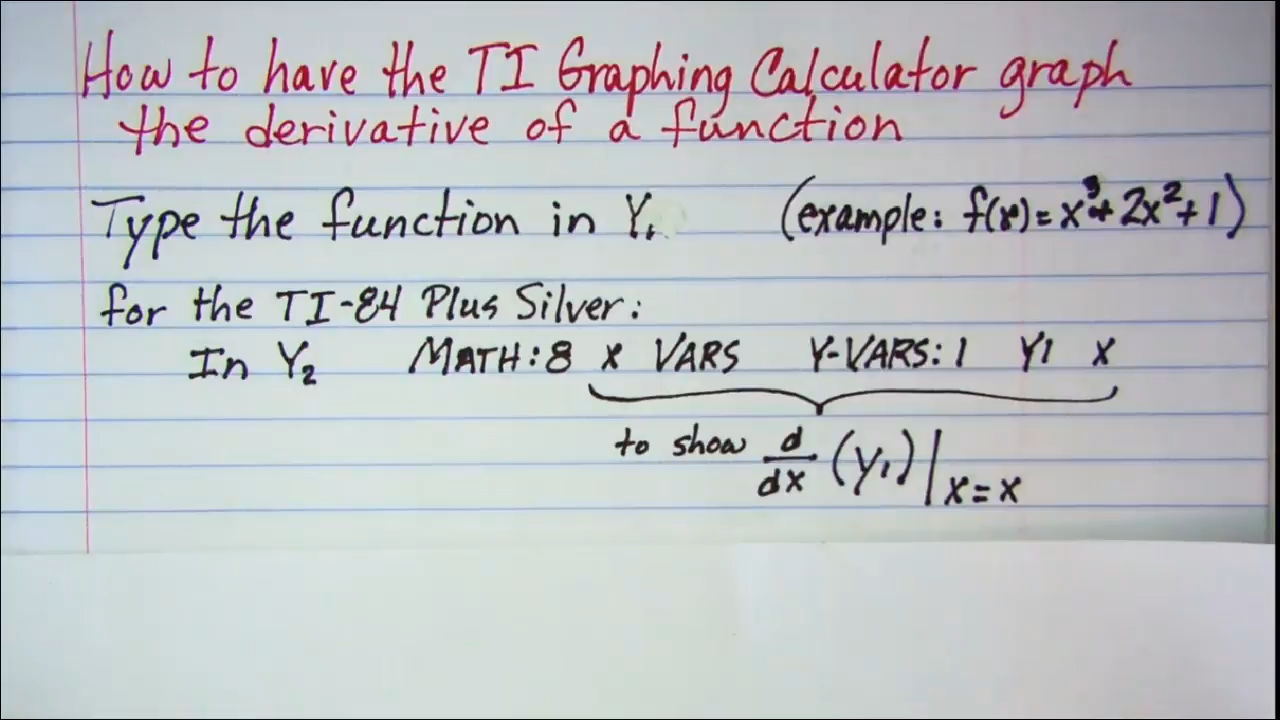 How to have the TI Graphing Calculator graph
the derivative of a function
Type the function in Y₁ (example: f(x)=x³+2x²+1)
for the TI-84 Plus Silver:
In Y₂ MATH:8 X VARS Y-VARS:1 Y1 X
to show d/dx (Y₁)|x=x